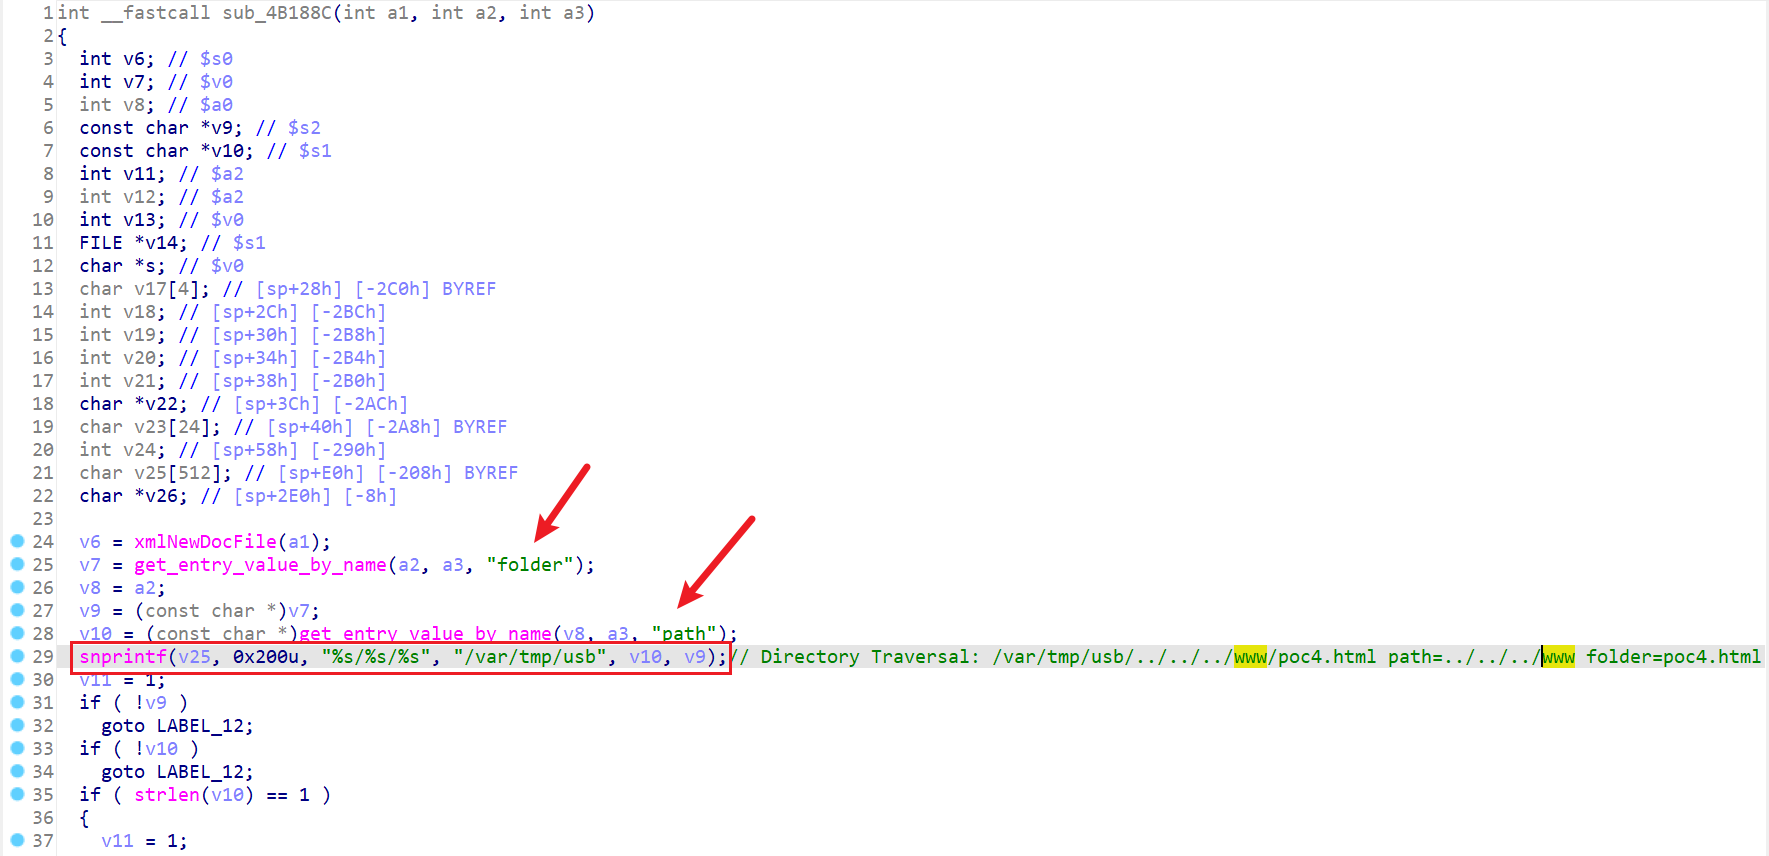 1 int __fastcall sub_4B188C(int a1, int a2, int a3)
2 {
3 int v6; // $s0
4 int v7; // $v0
5 int v8; // $a0
6 const char *v9; // $s2
7 const char *v10; // $s1
8 int v11; // $a2
9 int v12; // $a2
10 int v13; // $v0
11 FILE *v14; // $s1
12 char *s; // $v0
13 char v17[4]; // [sp+28h] [-2C0h] BYREF
14 int v18; // [sp+2Ch] [-2BCh]
15 int v19; // [sp+30h] [-2B8h]
16 int v20; // [sp+34h] [-2B4h]
17 int v21; // [sp+38h] [-2B0h]
18 char *v22; // [sp+3Ch] [-2ACh]
19 char v23[24]; // [sp+40h] [-2A8h] BYREF
20 int v24; // [sp+58h] [-290h]
21 char v25[512]; // [sp+E0h] [-208h] BYREF
22 char *v26; // [sp+2E0h] [-8h]
23
24 v6 = xmlNewDocFile(a1);
25 v7 = get_entry_value_by_name(a2, a3, "folder");
26 v8 = a2;
27 v9 = (const char *)v7;
28 v10 = (const char *)get_entry_value_by_name(v8, a3, "path");
29 snprintf(v25, 0x200u, "%s/%s/%s", "/var/tmp/usb", v10, v9);// Directory Traversal: /var/tmp/usb/../../../www/poc4.html path=../../../www folder=poc4.html
30 v11 = 1;
31 if ( !v9 )
32 goto LABEL_12;
33 if ( !v10 )
34 goto LABEL_12;
35 if ( strlen(v10) == 1 )
36 {
37 v11 = 1;